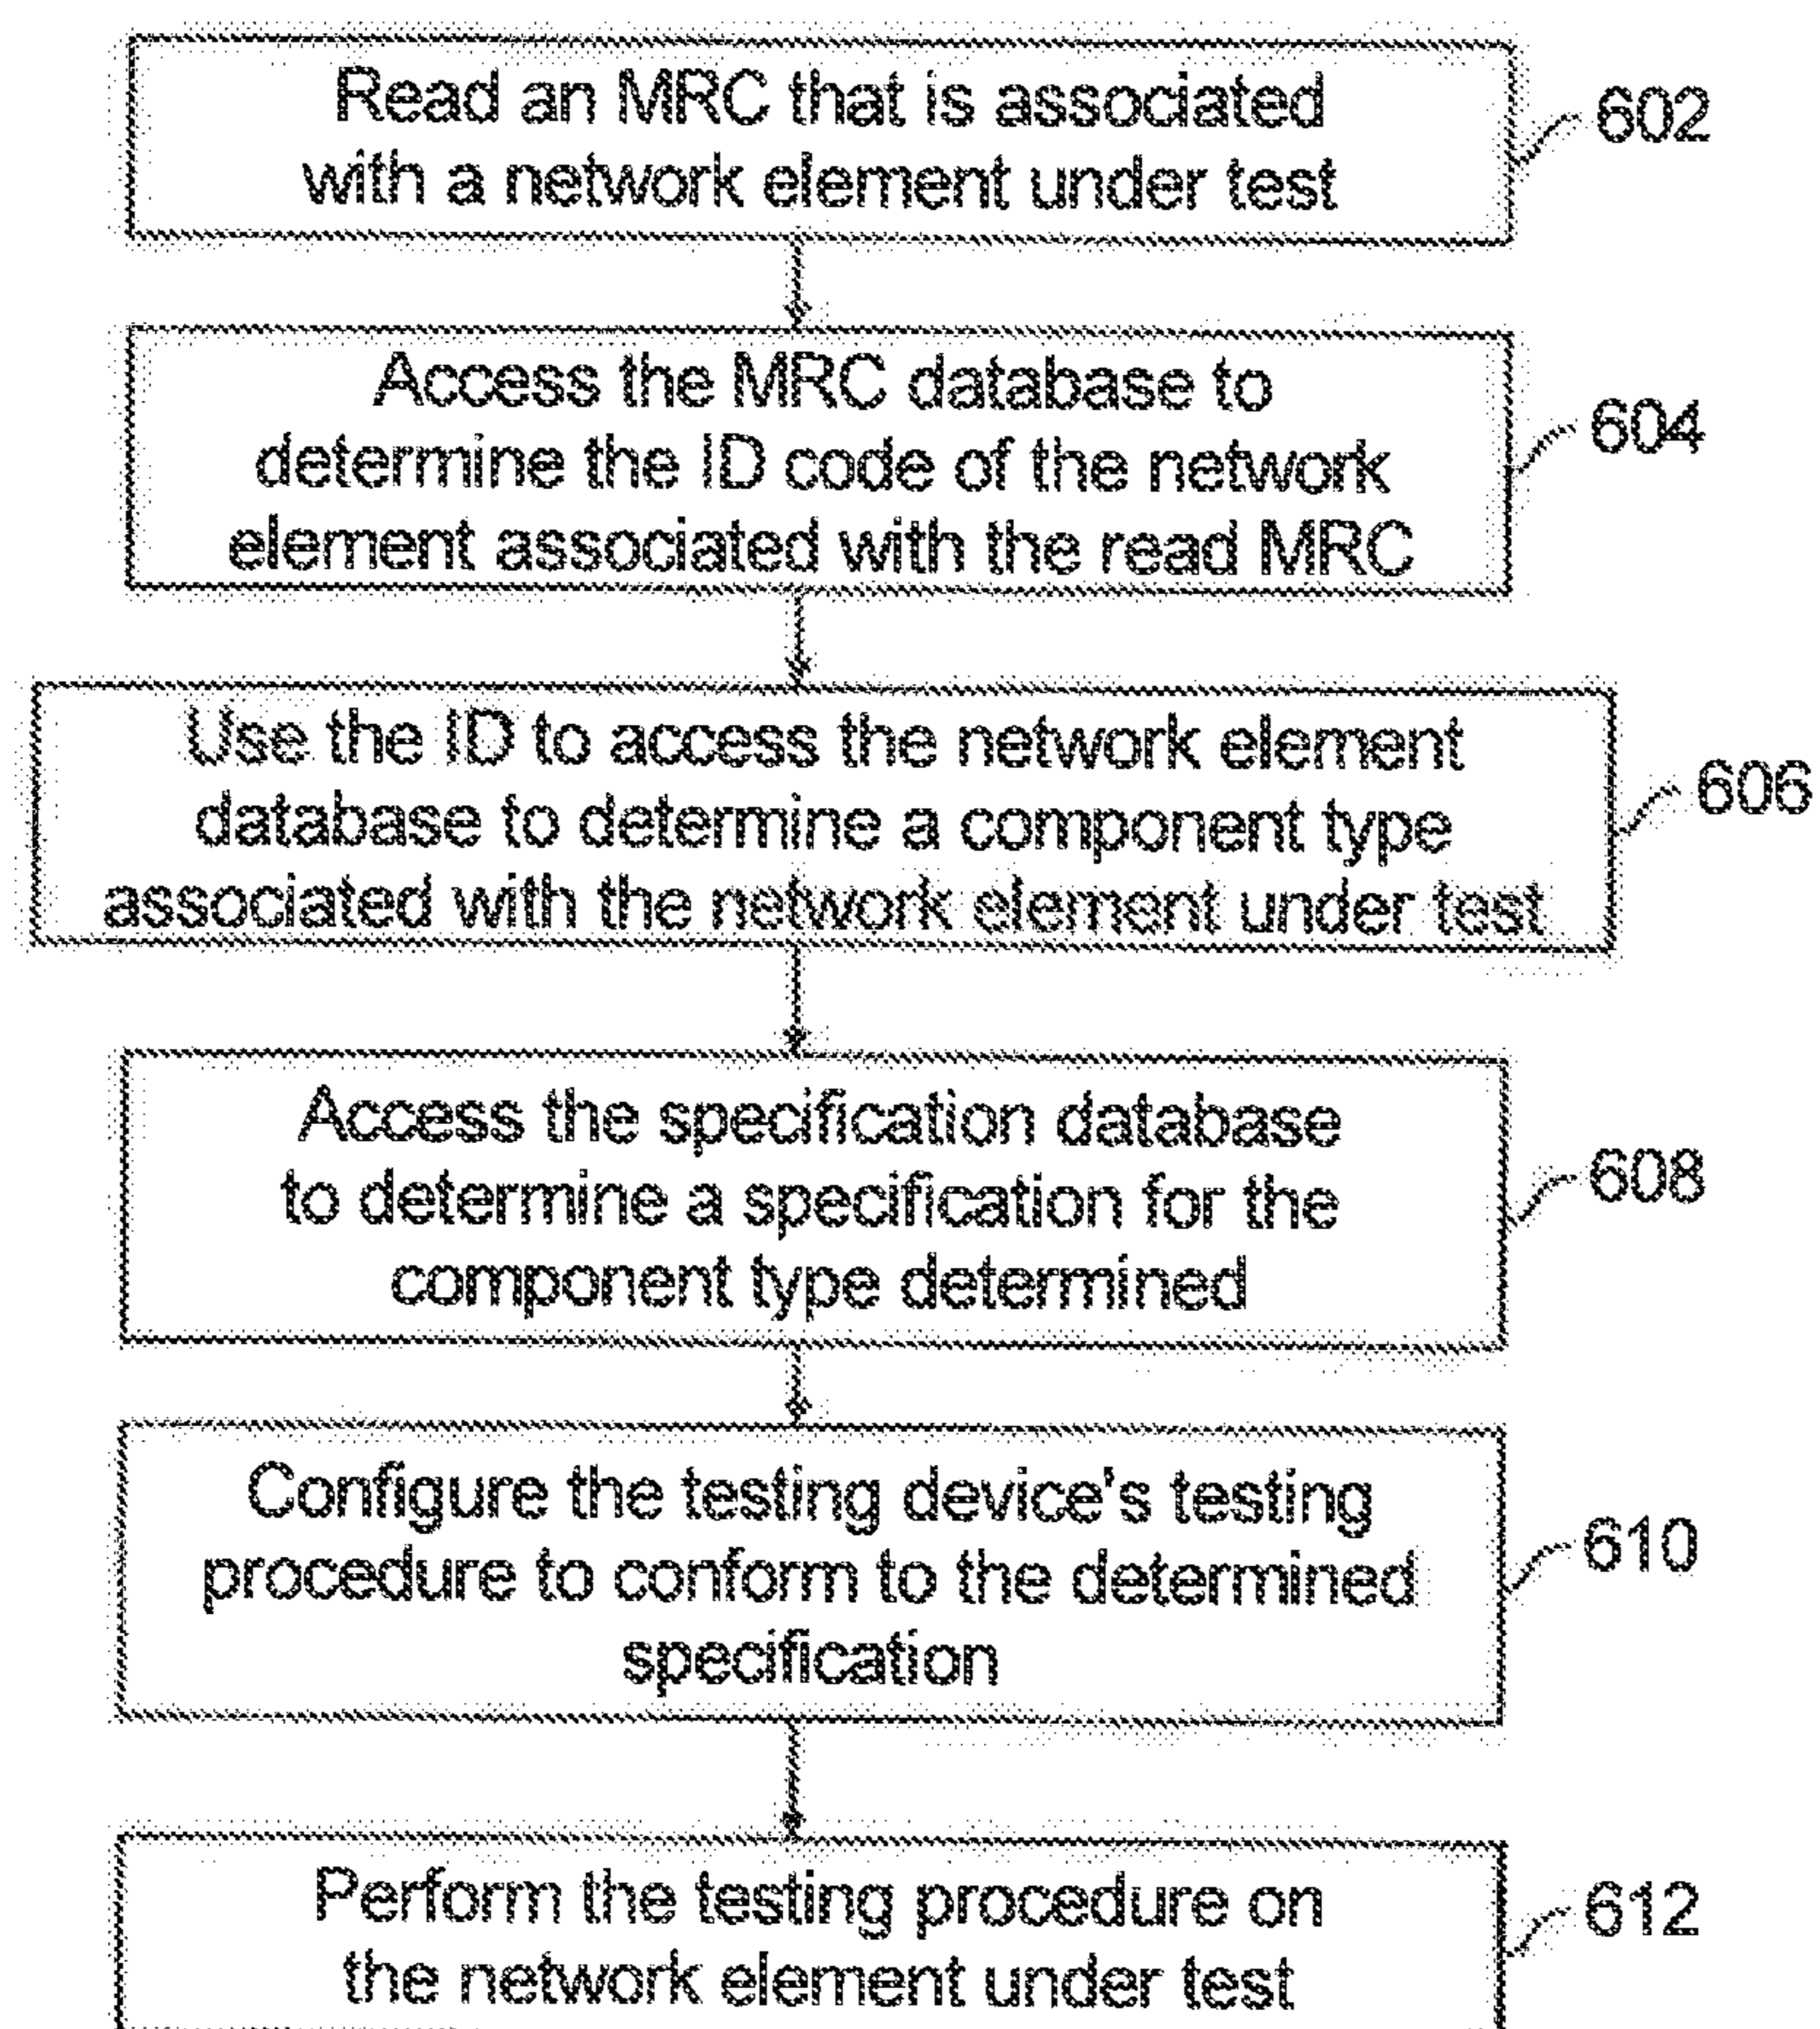 Read an MRC that is associated
with a network element under test
602
Access the MRC database to
determine the ID code of the network
element associated with the read MRC
604
Use the ID to access the network element
database to determine a component type
associated with the network element under test
606
Access the specification database
to determine a specification for the
component type determined
608
Configure the testing device's testing
procedure to conform to the determined
specification
610
Perform the testing procedure on
the network element under test
612